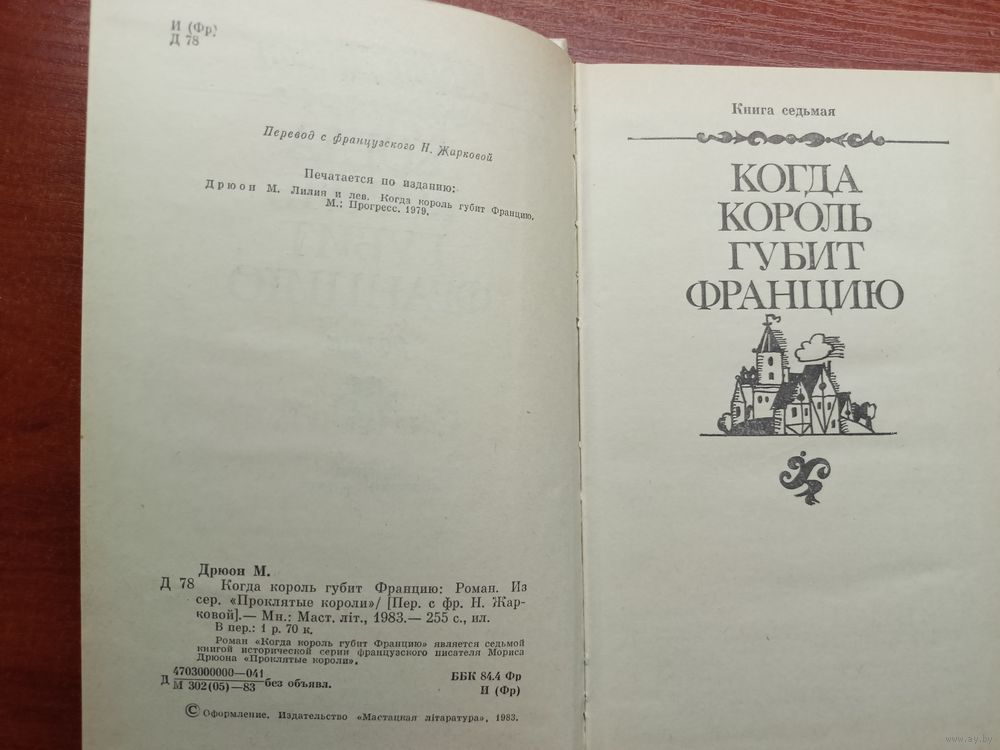 И (Фр)
Д 78
Перевод с французского Н. Жарковой
Печатается по изданию:
Дрюон М. Лилия и лев. Когда король губит Францию.
М.: Прогресс. 1979.
Дрюон М.
Д 78 Когда король губит Францию: Роман. Из
сер. «Проклятые короли»/ [Пер. с фр. Н. Жар-
ковой].— Мн.: Маст. літ., 1983.— 255 с., ил.
В пер.: 1 р. 70 к.
Роман «Когда король губит Францию» является седьмой
книгой исторической серии французского писателя Мориса
Дрюона «Проклятые короли».
Д 4703000000—041
М 302(05)—83 без объявл.
ББК 84.4 Фр
И (Фр)
© Оформление. Издательство «Мастацкая літаратура», 1983.
Книга седьмая
КОГДА
КОРОЛЬ
ГУБИТ
ФРАНЦИЮ
www.ay.by